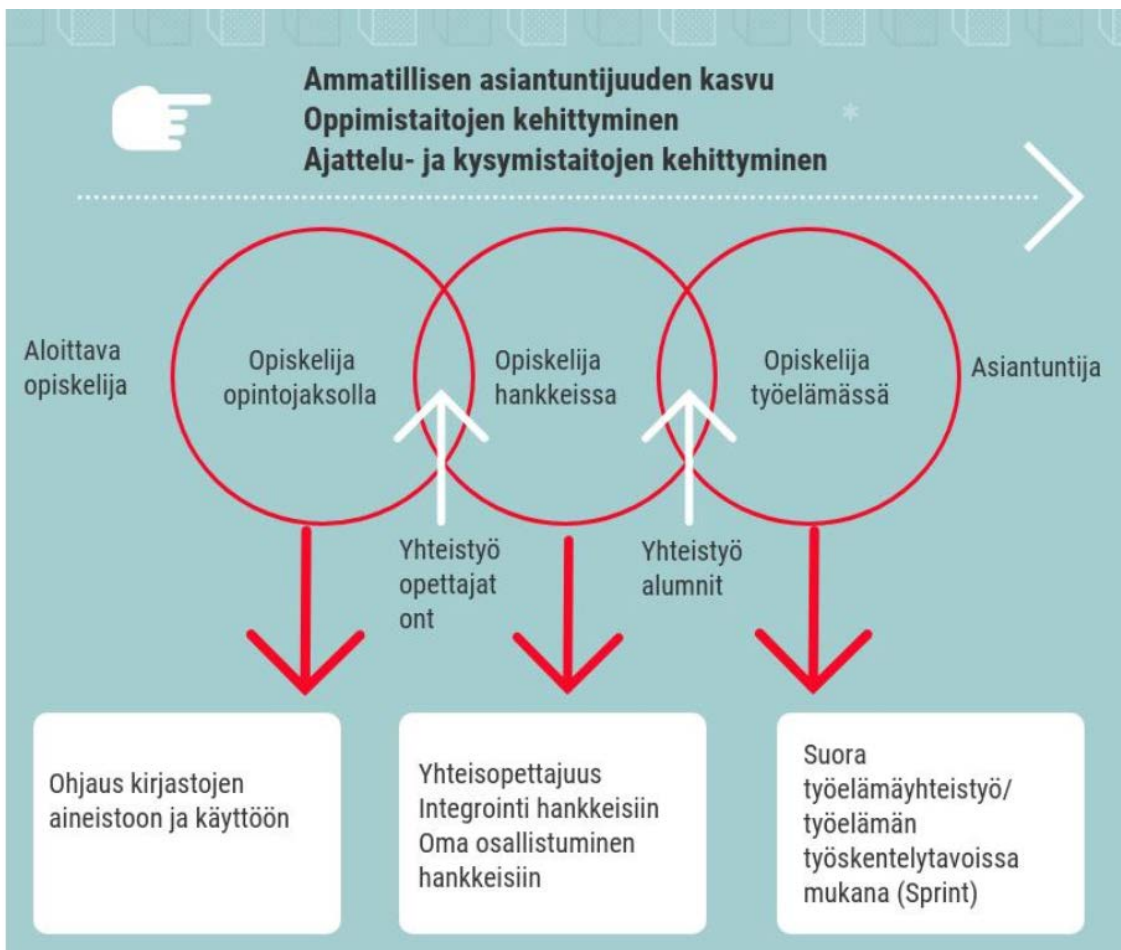 Ammatillisen asiantuntijuuden kasvu
Oppimistaitojen kehittyminen
Ajattelu- ja kysymistaitojen kehittyminen
Aloittava
opiskelija
Opiskelija
opintojaksolla
Opiskelija
hankkeissa
Opiskelija
työelämässä
Asiantuntija
Yhteistyö
opettajat
ont
Yhteistyö
alumnit
Ohjaus kirjastojen
aineistoon ja käyttöön
Yhteisopettajuus
Integrointi hankkeisiin
Oma osallistuminen
hankkeisiin
Suora
työelämäyhteistyö/
työelämän
työskentelytavoissa
mukana (Sprint)